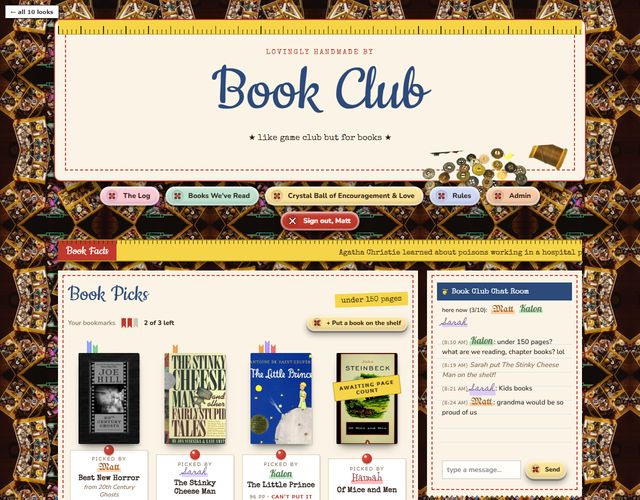 ← all 10 looks
LOVINGLY HANDMADE BY
Book Club
★ like game club but for books ★
The Log
Books We've Read
Crystal Ball of Encouragement & Love
Rules
Admin
Sign out, Matt
Book Facts
Agatha Christie learned about poisons working in a hospital p
Book Picks
under 150 pages
Your bookmarks
2 of 3 left
+ Put a book on the shelf
JOE
HILL
20TH
CENTURY
GHOSTS
THE STINKY
CHEESE
MAN
and other
FAIRLY STUPID
TALES
BY JON SCIESZKA & LANE SMITH
ANTOINE DE SAINT-EXUPÉRY
The Little Prince
John
STEINBECK
AWAITING PAGE
COUNT
Of Mice and Men
Matt
Best New Horror
from 20th Century
Ghosts
Sarah
The Stinky
Cheese Man
Kalon
The Little Prince
96 PP · CAN'T PUT IT
Hannah
Of Mice and Men
Book Club Chat Room
here now (3/10): Matt Kalon
Sarah
(8:10 AM) Kalon: under 150 pages?
what are we reading, chapter books? lol
(8:19 AM) Sarah put The Stinky Cheese
Man on the shelf!
(8:21 AM) Sarah: Kids books
(8:24 AM) Matt: grandma would be so
proud of us
type a message...
Send